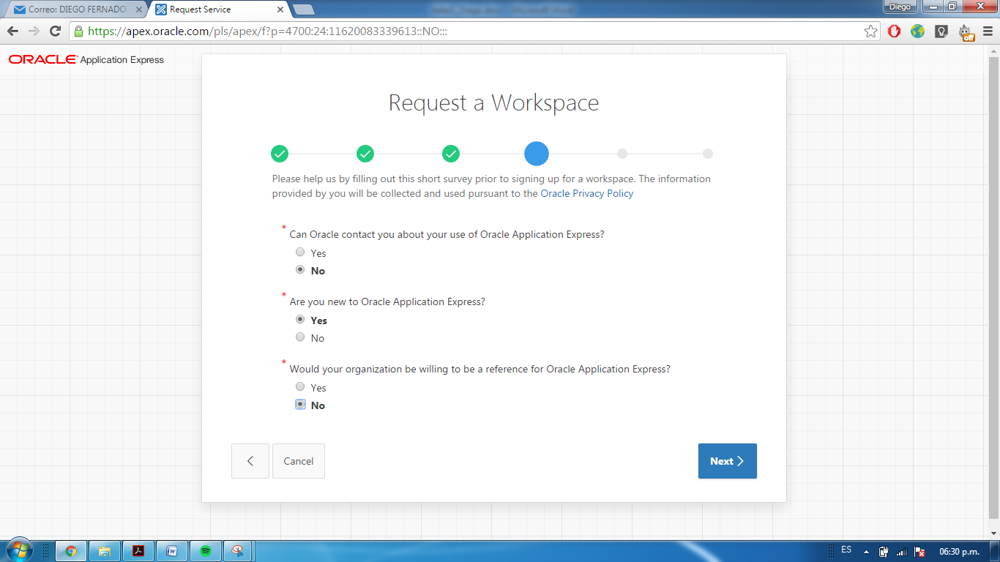 Correo: DIEGO FERNADO
Request Service
Diego
https://apex.oracle.com/pls/apex/f?p=4700:24:11620083339613::NO:::
off
ORACLE Application Express
Request a Workspace
Please help us by filling out this short survey prior to signing up for a workspace. The information
provided by you will be collected and used pursuant to the Oracle Privacy Policy
* Can Oracle contact you about your use of Oracle Application Express?
Yes
No
* Are you new to Oracle Application Express?
Yes
No
* Would your organization be willing to be a reference for Oracle Application Express?
Yes
No
Cancel
Next
ES
06:30 p.m.